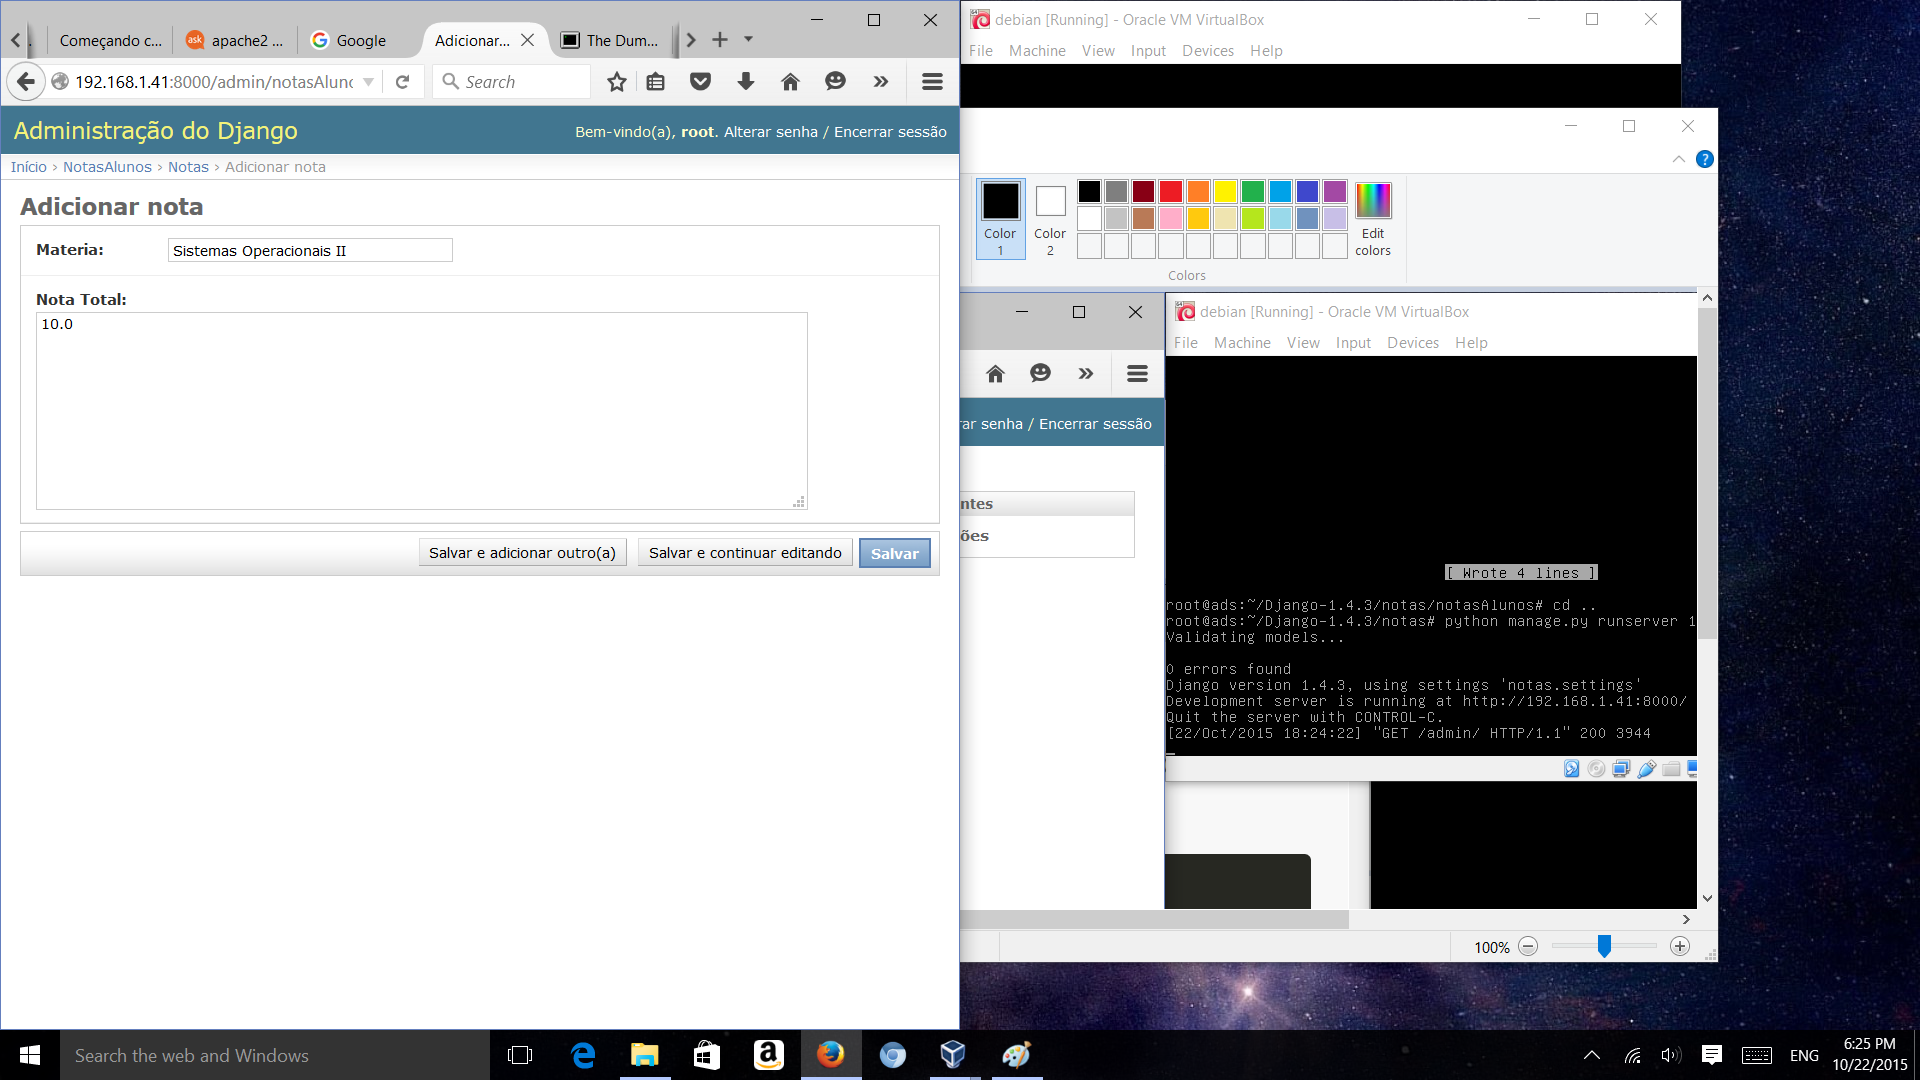 Começando c...
apache2 ...
Google
Adicionar...
The Dum...
192.168.1.41:8000/admin/notasAlunc
Search
Administração do Django
Bem-vindo(a), root. Alterar senha / Encerrar sessão
Início › NotasAlunos › Notas › Adicionar nota
Adicionar nota
Materia:
Sistemas Operacionais II
Nota Total:
10.0
Salvar e adicionar outro(a)
Salvar e continuar editando
Salvar
debian [Running] - Oracle VM VirtualBox
File Machine View Input Devices Help
Color
1
Color
2
Edit
colors
Colors
debian [Running] - Oracle VM VirtualBox
File Machine View Input Devices Help
rar senha / Encerrar sessão
ntes
ões
[ Wrote 4 lines ]
root@ads:~/Django-1.4.3/notas/notasAlunos# cd ..
root@ads:~/Django-1.4.3/notas# python manage.py runserver 1
Validating models...
0 errors found
Django version 1.4.3, using settings 'notas.settings'
Development server is running at http://192.168.1.41:8000/
Quit the server with CONTROL-C.
[22/Oct/2015 18:24:22] "GET /admin/ HTTP/1.1" 200 3944
100%
Search the web and Windows
ENG
6:25 PM
10/22/2015